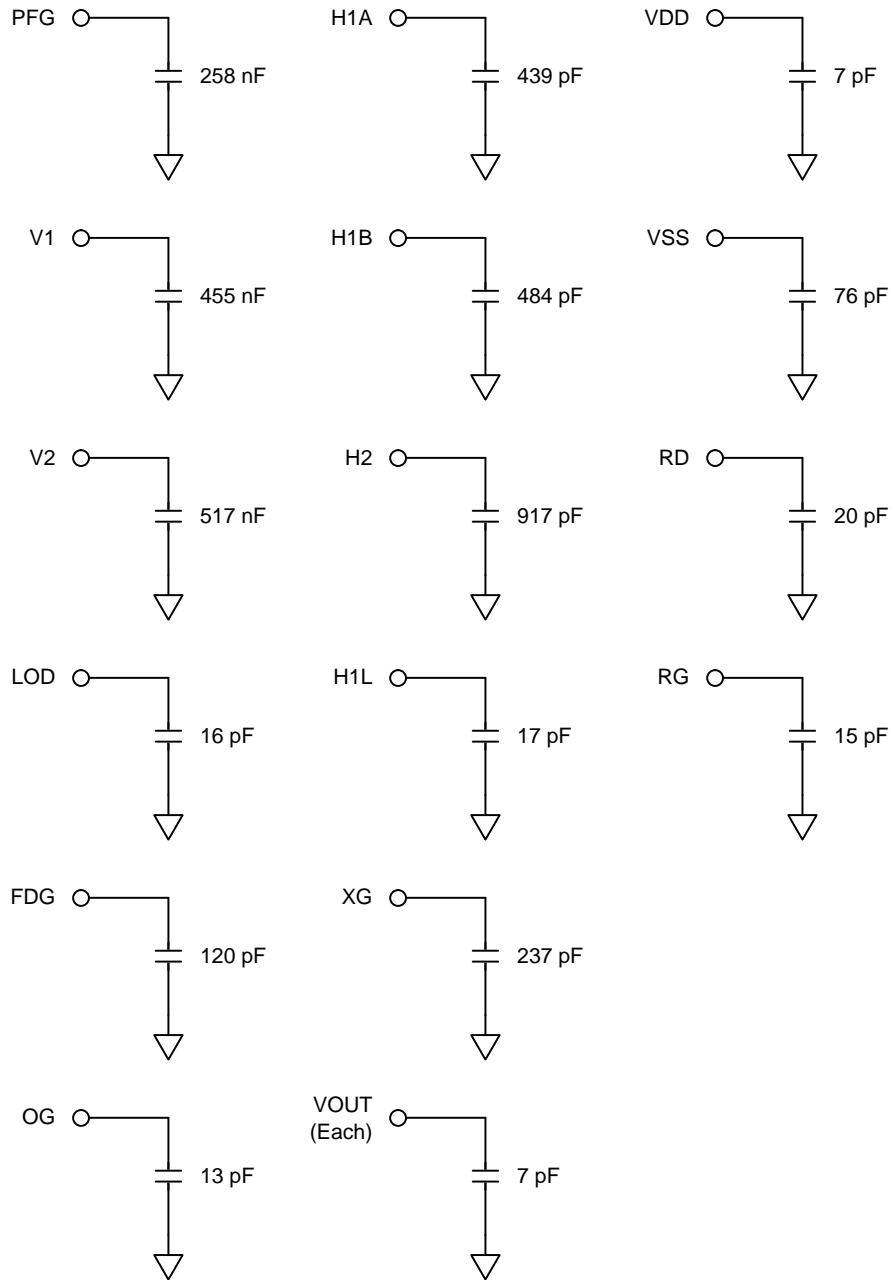 PFG
258 nF
H1A
439 pF
VDD
7 pF
V1
455 nF
H1B
484 pF
VSS
76 pF
V2
517 nF
H2
917 pF
RD
20 pF
LOD
16 pF
H1L
17 pF
RG
15 pF
FDG
120 pF
XG
237 pF
OG
13 pF
VOUT
(Each)
7 pF